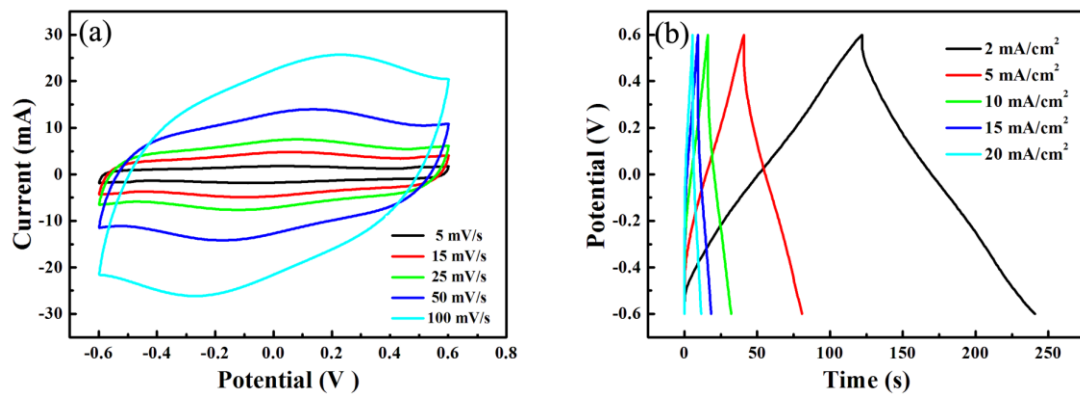 (a)
Current (mA)
30
20
10
0
-10
-20
-30
5 mV/s
15 mV/s
25 mV/s
50 mV/s
100 mV/s
-0.6 -0.4 -0.2 0.0 0.2 0.4 0.6 0.8
Potential (V )
(b)
Potential (V)
0.6
0.4
0.2
0.0
-0.2
-0.4
-0.6
2 mA/cm²
5 mA/cm²
10 mA/cm²
15 mA/cm²
20 mA/cm²
0 50 100 150 200 250
Time (s)